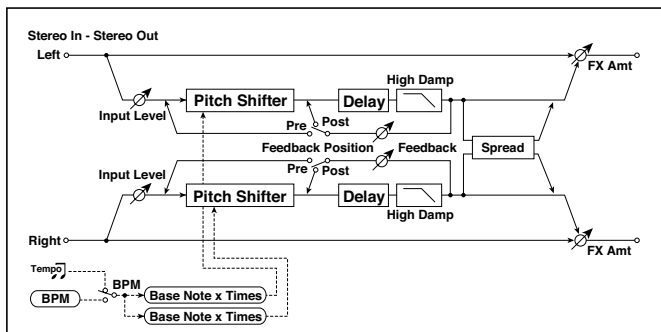 Stereo In - Stereo Out
Left
FX Amt
High Damp
Pitch Shifter
Delay
Input Level
Pre
Post
Feedback Position
Feedback
Spread
Input Level
Pre
Post
Pitch Shifter
Delay
High Damp
Right
FX Amt
Tempo
BPM
BPM
Base Note x Times
Base Note x Times